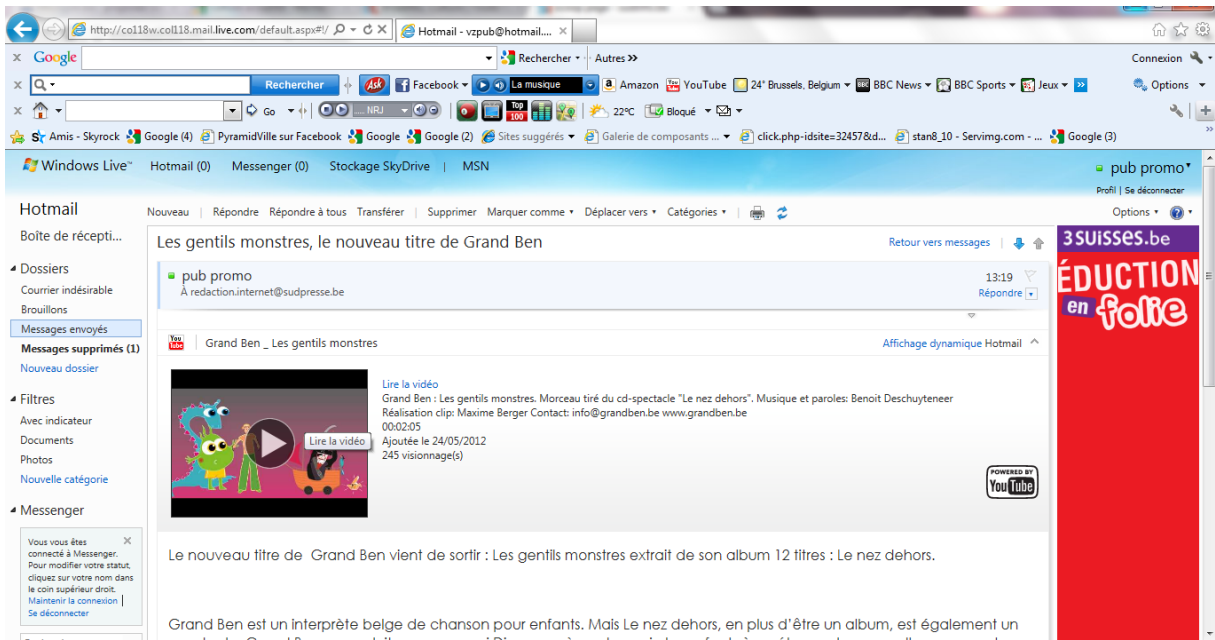 http://co118w.col118.mail.live.com/default.aspx#!/
Hotmail - vzpub@hotmail....
Google
Rechercher
Autres
Connexion
Rechercher
Ask
Facebook
La musique
Amazon
YouTube
24° Brussels, Belgium
BBC News
BBC Sports
Jeux
Options
Go
NRJ
Top 100
22°C
Bloqué
Amis - Skyrock
Google (4)
PyramidVille sur Facebook
Google
Google (2)
Sites suggérés
Galerie de composants ...
click.php-idsite=32457&d...
stan8_10 - Servimg.com - ...
Google (3)
Windows Live™
Hotmail (0)
Messenger (0)
Stockage SkyDrive | MSN
pub promo
Profil | Se déconnecter
Hotmail
Nouveau | Répondre Répondre à tous Transférer | Supprimer Marquer comme Déplacer vers Catégories
Options
Boîte de récepti...
Dossiers
Courrier indésirable
Brouillons
Messages envoyés
Messages supprimés (1)
Nouveau dossier
Filtres
Avec indicateur
Documents
Photos
Nouvelle catégorie
Messenger
Vous vous êtes
connecté à Messenger.
Pour modifier votre statut,
cliquez sur votre nom dans
le coin supérieur droit.
Maintenir la connexion |
Se déconnecter
Les gentils monstres, le nouveau titre de Grand Ben
Retour vers messages
pub promo
13:19
À redaction.internet@sudpresse.be
Répondre
You Tube
Grand Ben _ Les gentils monstres
Affichage dynamique Hotmail
Lire la vidéo
Lire la vidéo
Grand Ben : Les gentils monstres. Morceau tiré du cd-spectacle "Le nez dehors". Musique et paroles: Benoit Deschuyteneer
Réalisation clip: Maxime Berger Contact: info@grandben.be www.grandben.be
00:02:05
Ajoutée le 24/05/2012
245 visionnage(s)
POWERED BY
YouTube
Le nouveau titre de Grand Ben vient de sortir : Les gentils monstres extrait de son album 12 titres : Le nez dehors.
Grand Ben est un interprète belge de chanson pour enfants. Mais Le nez dehors, en plus d'être un album, est également un
3SUISSES.be
ÉDUCTION
en folie